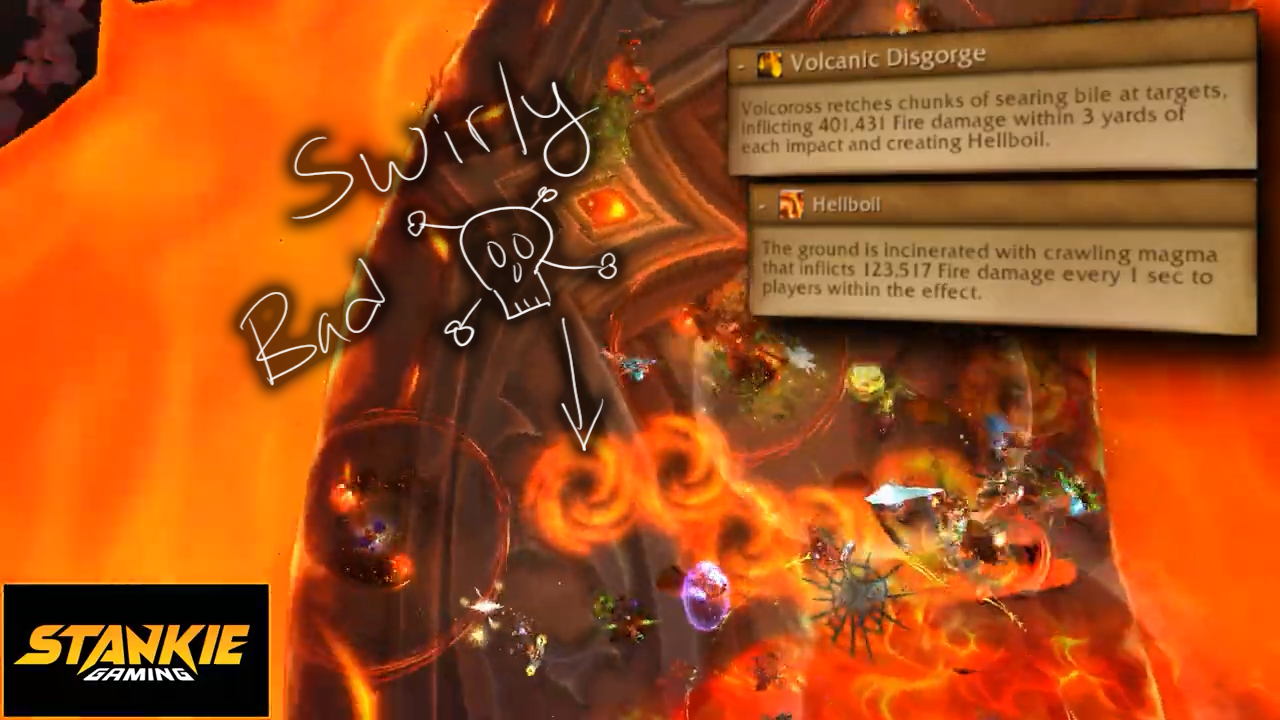 Swirly
Bad
- Volcanic Disgorge
Volcoross retches chunks of searing bile at targets,
inflicting 401,431 Fire damage within 3 yards of
each impact and creating Hellboil.
- Hellboil
The ground is incinerated with crawling magma
that inflicts 123,517 Fire damage every 1 sec to
players within the effect.
STANKIE
GAMING